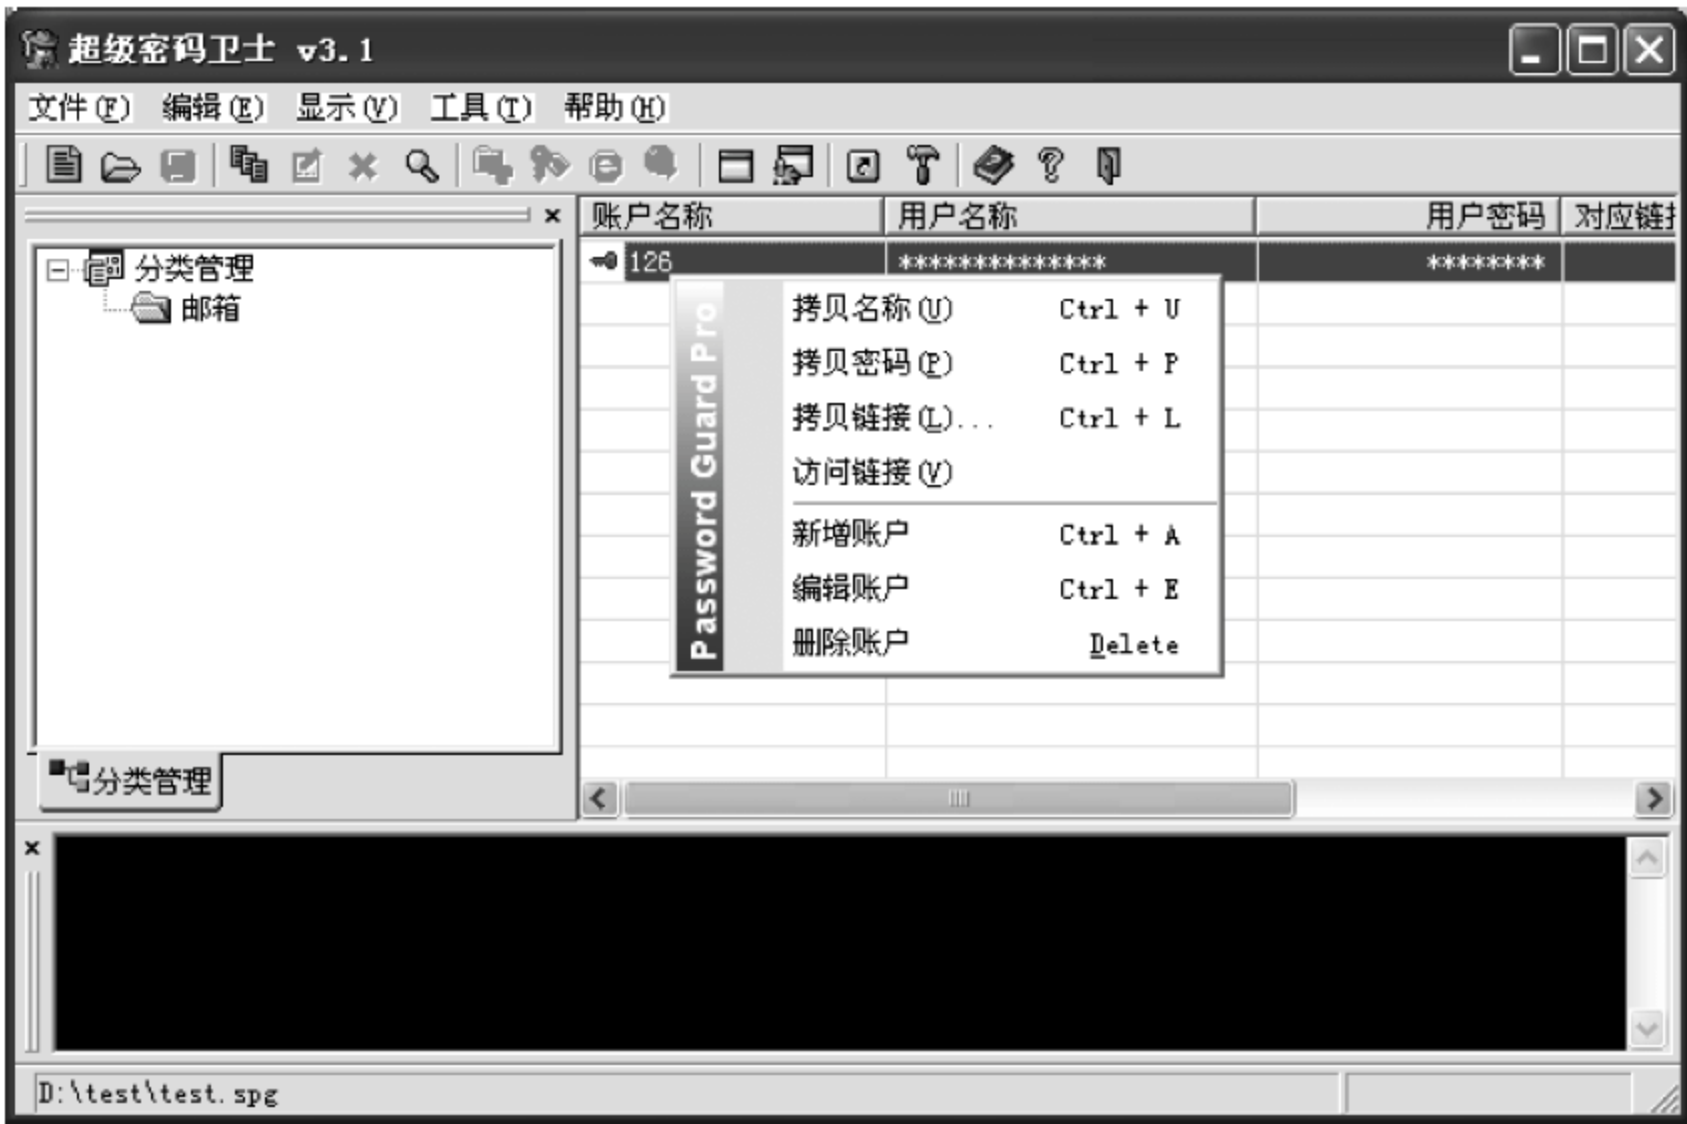 超级密码卫士 v3.1
文件(F) 编辑(E) 显示(V) 工具(T) 帮助(H)
账户名称 用户名称 用户密码 对应链接
分类管理
邮箱
126 ************** ********
Password Guard Pro
拷贝名称(U) Ctrl + U
拷贝密码(P) Ctrl + P
拷贝链接(L)... Ctrl + L
访问链接(V)
新增账户 Ctrl + A
编辑账户 Ctrl + E
删除账户 Delete
分类管理
D:\test\test.spg